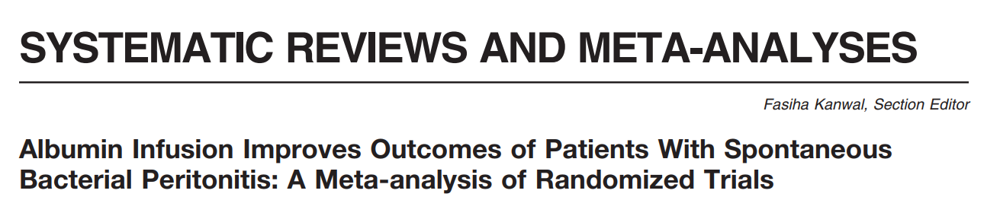 SYSTEMATIC REVIEWS AND META-ANALYSES
Fasiha Kanwal, Section Editor
Albumin Infusion Improves Outcomes of Patients With Spontaneous
Bacterial Peritonitis: A Meta-analysis of Randomized Trials